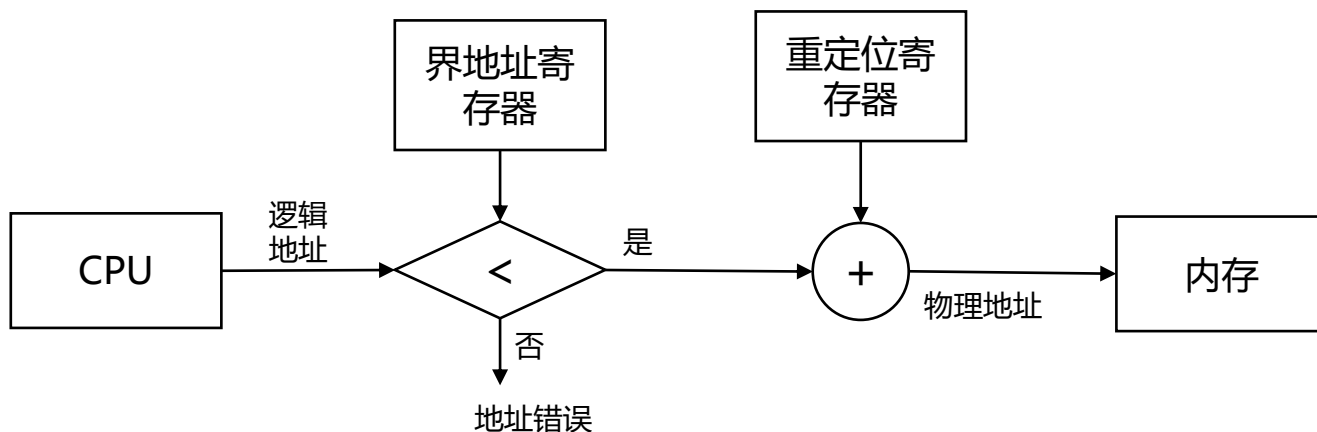 界地址寄
存器
重定位寄
存器
逻辑
地址
CPU
<
是
+
内存
物理地址
否
地址错误